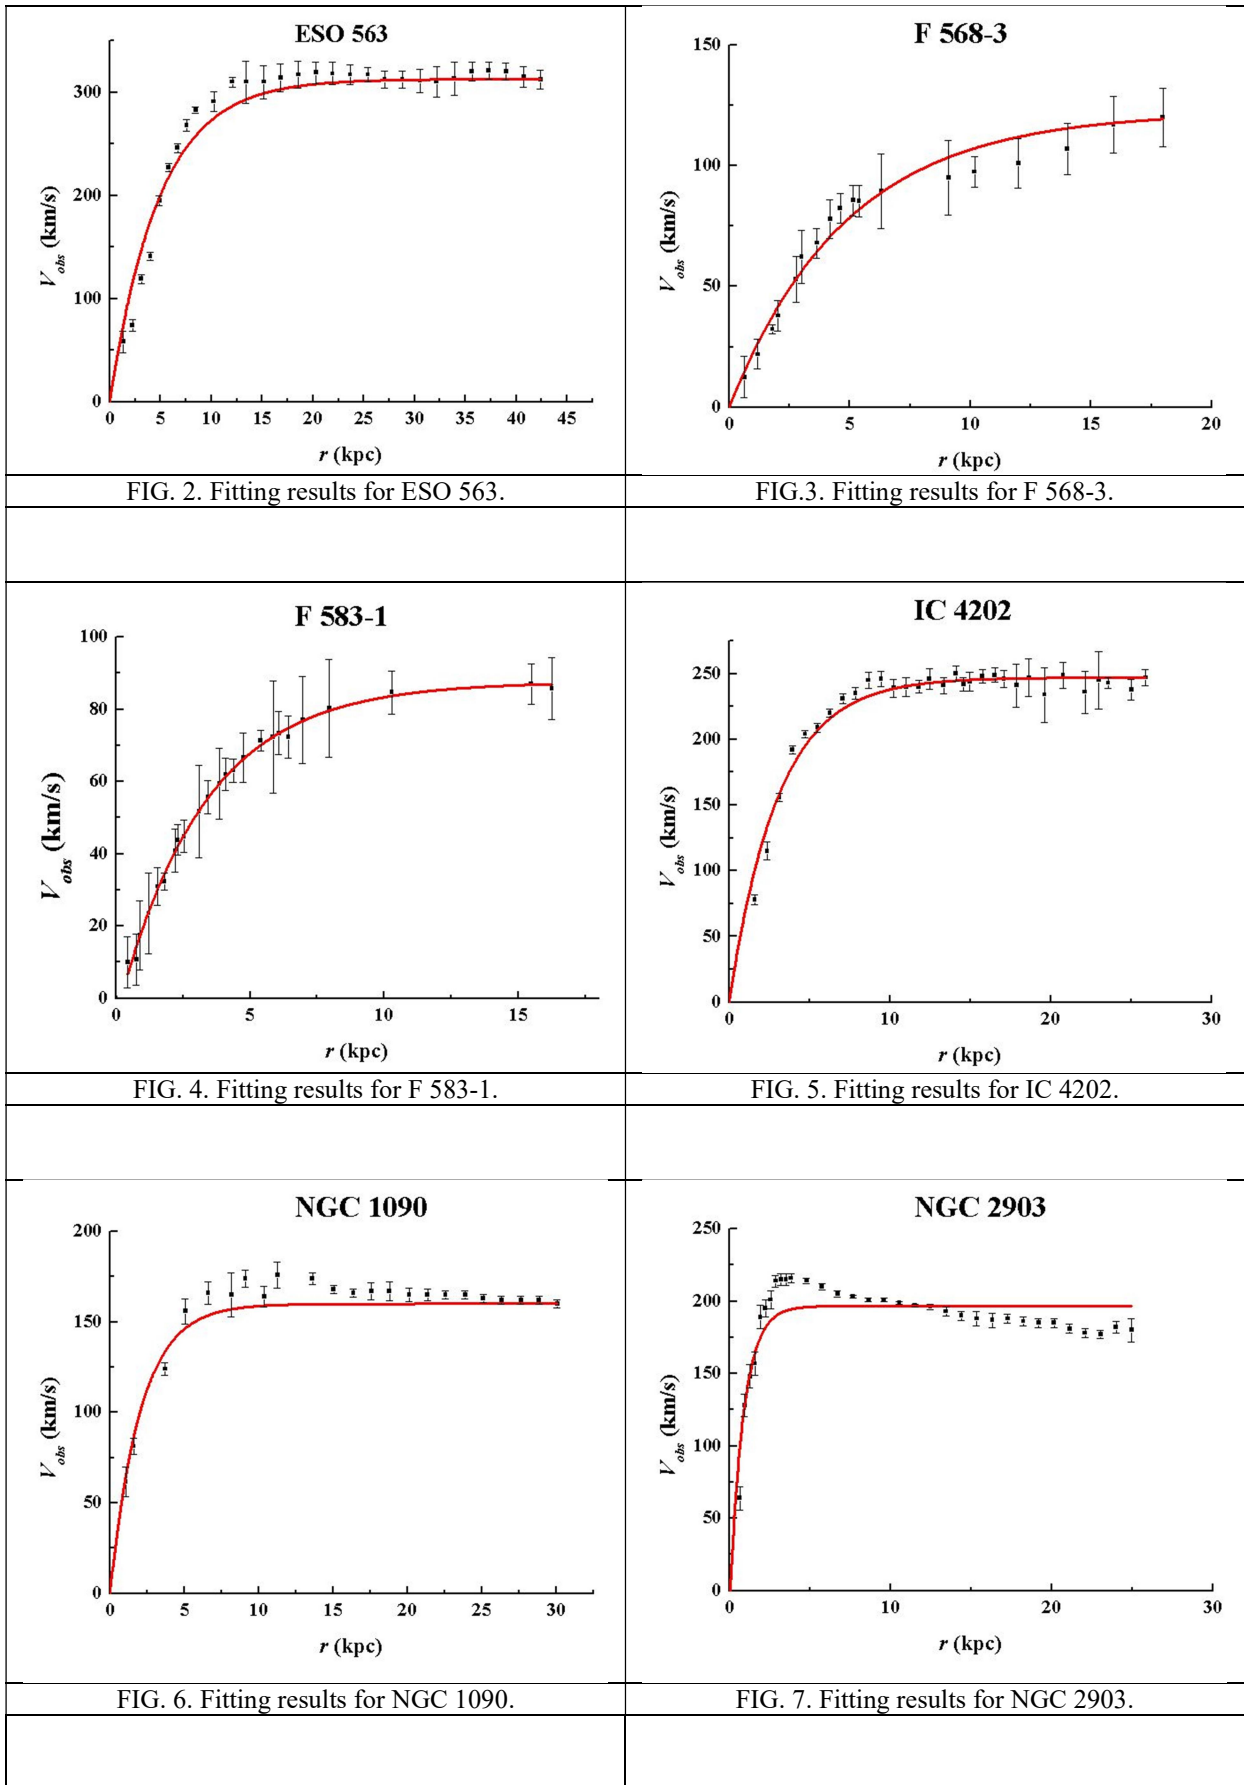 ESO 563
300
200
100
0
V_obs (km/s)
0 5 10 15 20 25 30 35 40 45
r (kpc)
FIG. 2. Fitting results for ESO 563.
F 568-3
150
100
50
0
V_obs (km/s)
0 5 10 15 20
r (kpc)
FIG.3. Fitting results for F 568-3.
F 583-1
100
80
60
40
20
0
V_obs (km/s)
0 5 10 15
r (kpc)
FIG. 4. Fitting results for F 583-1.
IC 4202
250
200
150
100
50
0
V_obs (km/s)
0 10 20 30
r (kpc)
FIG. 5. Fitting results for IC 4202.
NGC 1090
200
150
100
50
0
V_obs (km/s)
0 5 10 15 20 25 30
r (kpc)
FIG. 6. Fitting results for NGC 1090.
NGC 2903
250
200
150
100
50
0
V_obs (km/s)
0 10 20 30
r (kpc)
FIG. 7. Fitting results for NGC 2903.